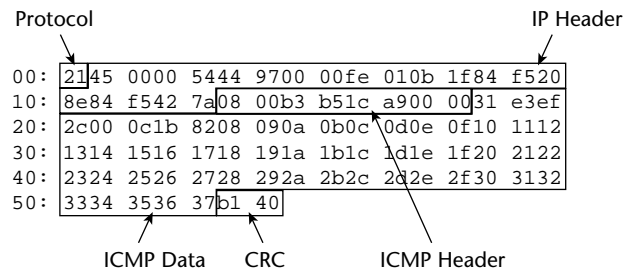 Protocol IP Header
00: 2145 0000 5444 9700 00fe 010b 1f84 f520
10: 8e84 f542 7a08 00b3 b51c a900 0031 e3ef
20: 2c00 0c1b 8208 090a 0b0c 0d0e 0f10 1112
30: 1314 1516 1718 191a 1b1c 1d1e 1f20 2122
40: 2324 2526 2728 292a 2b2c 2d2e 2f30 3132
50: 3334 3536 37b1 40
ICMP Data CRC ICMP Header